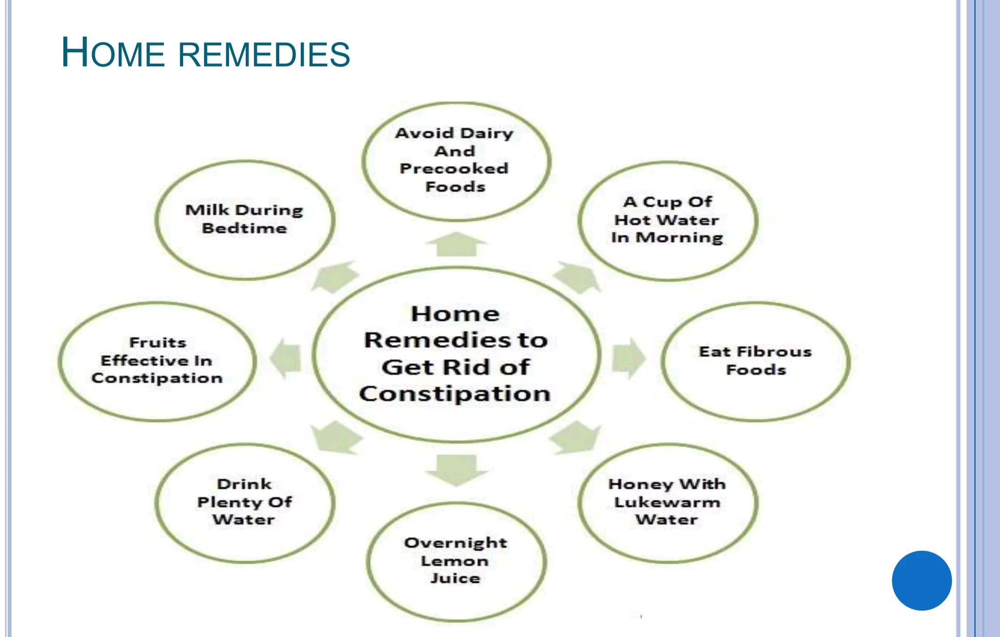 HOME REMEDIES
Avoid Dairy
And
Precooked
Foods
A Cup Of
Hot Water
In Morning
Eat Fibrous
Foods
Honey With
Lukewarm
Water
Overnight
Lemon
Juice
Drink
Plenty Of
Water
Fruits
Effective In
Constipation
Milk During
Bedtime
Home
Remedies to
Get Rid of
Constipation